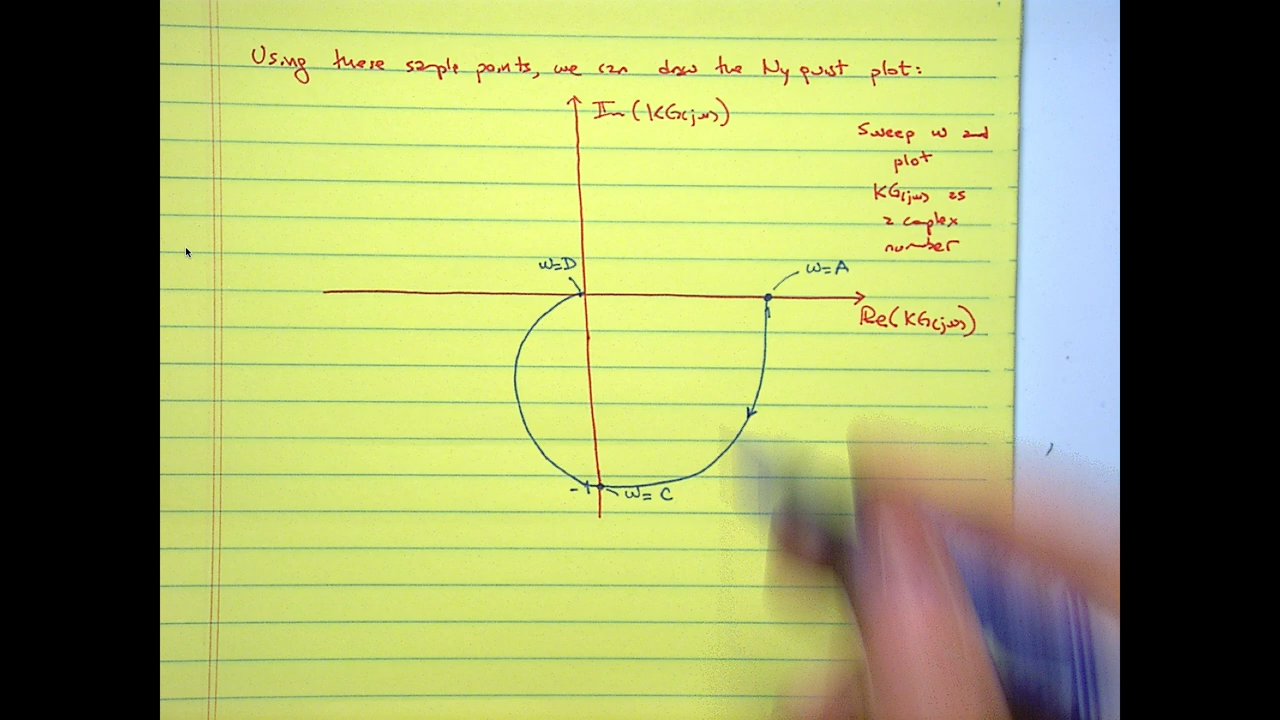 Using these sample points, we can draw the Nyquist plot:
Im(KG(jω))
Sweep ω and
plot
KG(jω) as
a complex
number
ω=D
ω=A
Re(KG(jω))
-1
ω=C